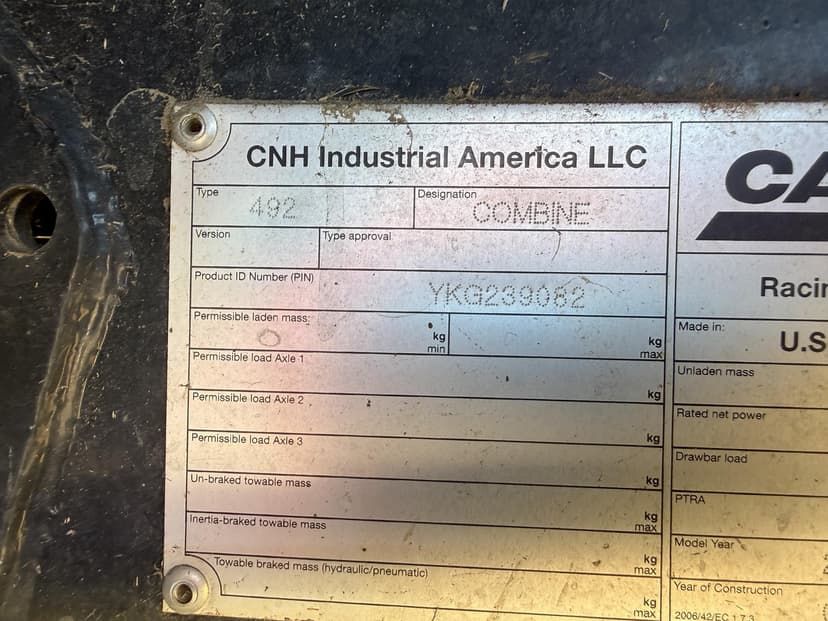 CNH Industrial America LLC
Type
492
Designation
COMBINE
Version
Type approval
Product ID Number (PIN)
YKG239082
Permissible laden mass:
kg
min
kg
max
Permissible load Axle 1
kg
Permissible load Axle 2
kg
Permissible load Axle 3
kg
Un-braked towable mass
kg
max
Inertia-braked towable mass
kg
max
Towable braked mass (hydraulic/pneumatic)
kg
max
CA
Racin
Made in:
U.S
Unladen mass
Rated net power
Drawbar load
PTRA
Model Year
Year of Construction
2006/42/EC 1.7.3